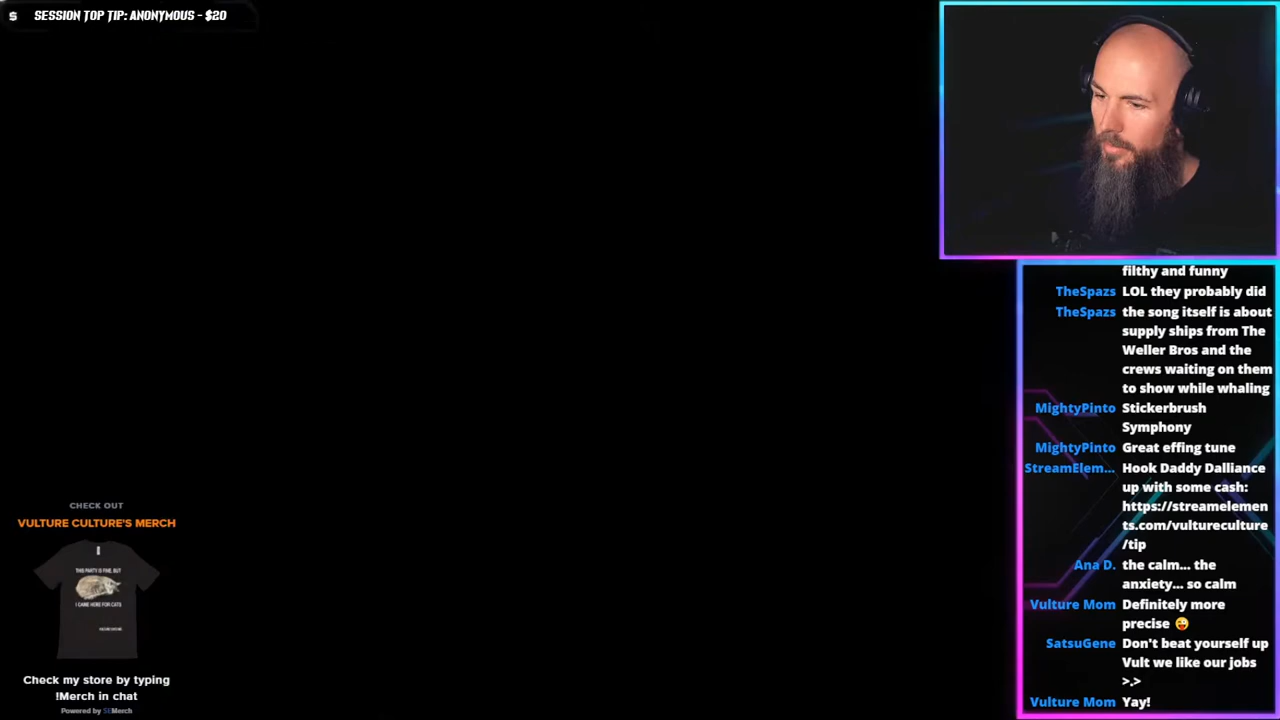 $ SESSION TOP TIP: ANONYMOUS - $20
filthy and funny
TheSpazs LOL they probably did
TheSpazs the song itself is about
supply ships from The
Weller Bros and the
crews waiting on them
to show while whaling
MightyPinto Stickerbrush
Symphony
MightyPinto Great effing tune
StreamElem... Hook Daddy Dalliance
up with some cash:
https://streamelemen
ts.com/vultureculture
/tip
Ana D. the calm... the
anxiety... so calm
Vulture Mom Definitely more
precise 😜
SatsuGene Don't beat yourself up
Vult we like our jobs
>.>
Vulture Mom Yay!
CHECK OUT
VULTURE CULTURE'S MERCH
THIS PARTY IS FINE, BUT
I CAME HERE FOR CATS
Check my store by typing
!Merch in chat
Powered by SEMerch